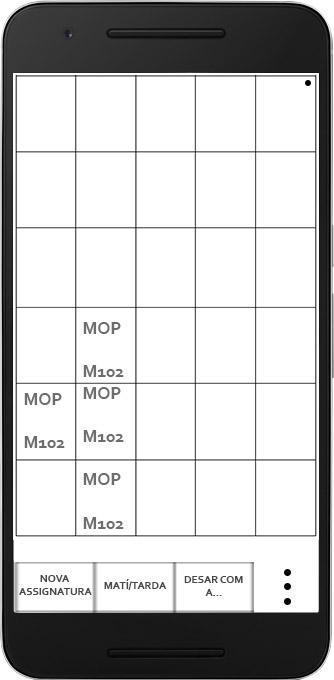 MOP
M102
MOP
MOP
M102
M102
MOP
M102
NOVA
ASSIGNATURA
MATÍ/TARDA
DESAR COM
A...